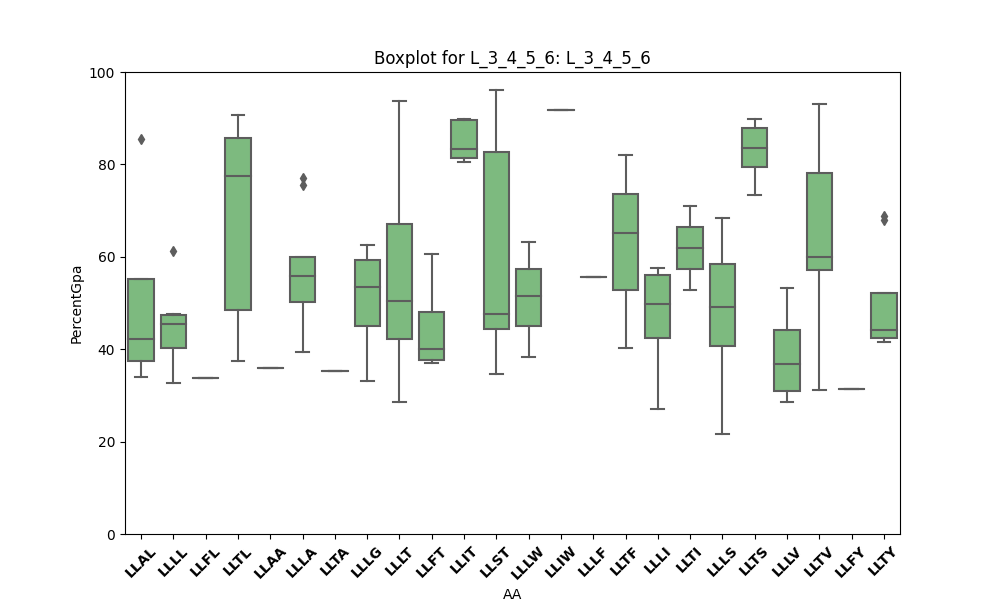 Boxplot for L_3_4_5_6: L_3_4_5_6
100
80
60
40
20
0
PercentGpa
LLAL LLLL LLFL LLTL LLAA LLLA LLTA LLLG LLLT LLFT LLIT LLST LLLW LLIW LLLF LLTF LLLI LLTI LLLS LLTS LLLV LLTV LLFY LLTY
AA